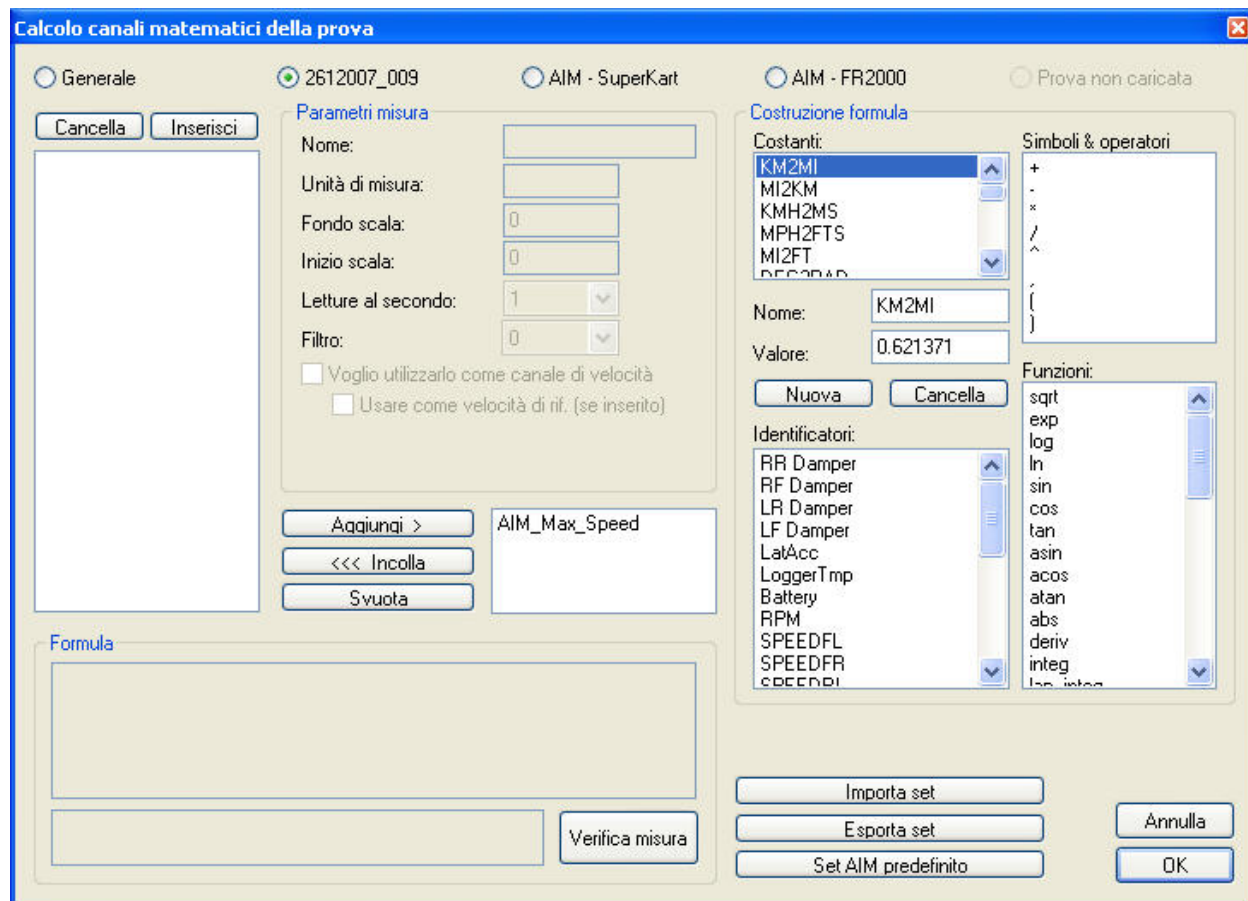 Calcolo canali matematici della prova
Generale
2612007_009
AIM - SuperKart
AIM - FR2000
Prova non caricata
Cancella
Inserisci
Parametri misura
Nome:
Unità di misura:
Fondo scala:
0
Inizio scala:
0
Letture al secondo:
1
Filtro:
0
Voglio utilizzarlo come canale di velocità
Usare come velocità di rif. (se inserito)
Aggiungi >
<<< Incolla
Svuota
AIM_Max_Speed
Formula
Verifica misura
Costruzione formula
Costanti:
KM2MI
MI2KM
KMH2MS
MPH2FTS
MI2FT
DEG2RAD
Nome:
KM2MI
Valore:
0.621371
Nuova
Cancella
Identificatori:
RR Damper
RF Damper
LR Damper
LF Damper
LatAcc
LoggerTmp
Battery
RPM
SPEEDFL
SPEEDFR
SPEEDRL
Simboli & operatori
+
-
*
/
^
,
(
)
Funzioni:
sqrt
exp
log
ln
sin
cos
tan
asin
acos
atan
abs
deriv
integ
lap_integ
Importa set
Esporta set
Set AIM predefinito
Annulla
OK